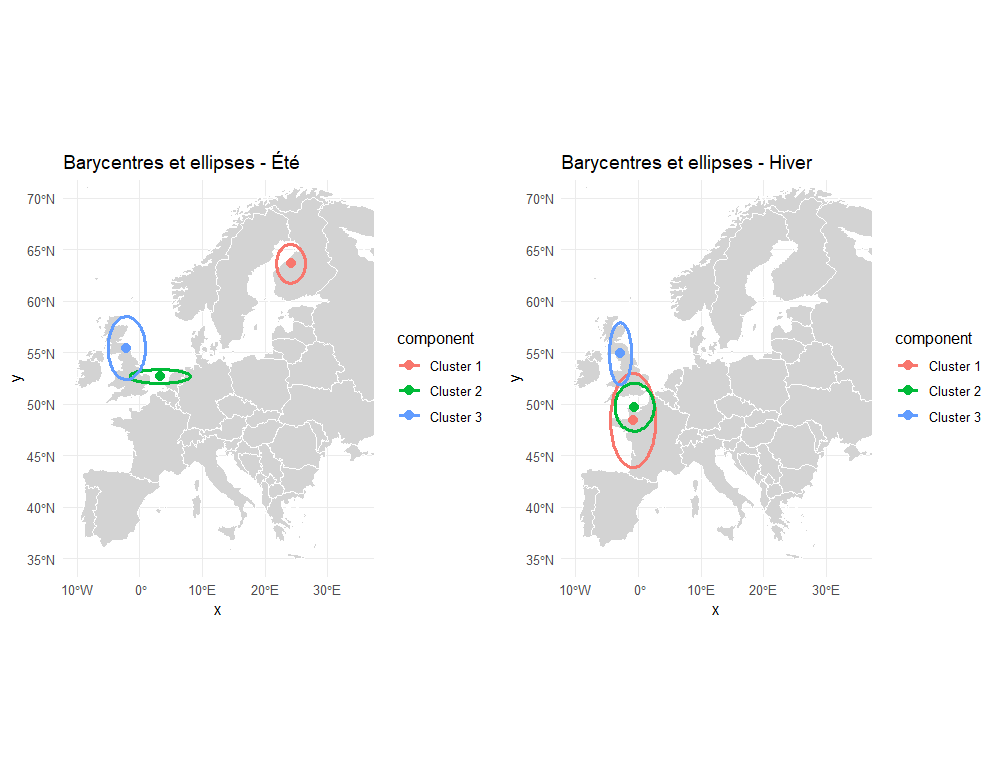 Barycentres et ellipses - Été
70°N
65°N
60°N
55°N
50°N
45°N
40°N
35°N
y
10°W
0°
10°E
20°E
30°E
x
component
Cluster 1
Cluster 2
Cluster 3
Barycentres et ellipses - Hiver
70°N
65°N
60°N
55°N
50°N
45°N
40°N
35°N
y
10°W
0°
10°E
20°E
30°E
x
component
Cluster 1
Cluster 2
Cluster 3